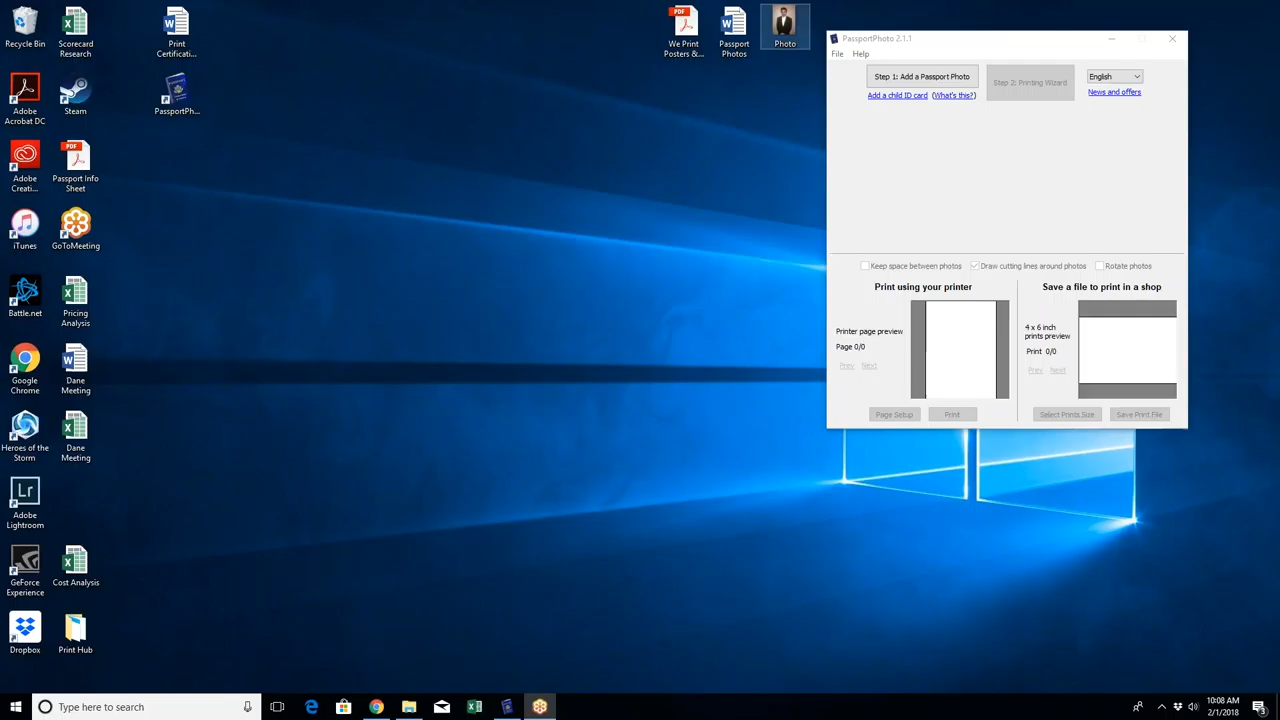 Recycle Bin
Scorecard
Research
Print
Certificati...
We Print
Posters &...
Passport
Photos
Photo
Adobe
Acrobat DC
Steam
PassportPh...
Adobe
Creati...
Passport Info
Sheet
iTunes
GoToMeeting
Battle.net
Pricing
Analysis
Google
Chrome
Dane
Meeting
Heroes of the
Storm
Dane
Meeting
Lr
Adobe
Lightroom
GeForce
Experience
Cost Analysis
Dropbox
Print Hub
PassportPhoto 2.1.1
File Help
Step 1: Add a Passport Photo
Step 2: Printing Wizard
English
Add a child ID card (What's this?)
News and offers
Keep space between photos
Draw cutting lines around photos
Rotate photos
Print using your printer
Save a file to print in a shop
Printer page preview
Page 0/0
Prev Next
4 x 6 inch
prints preview
Print 0/0
Prev Next
Page Setup
Print
Select Prints Size
Save Print File
Type here to search
10:08 AM
2/1/2018